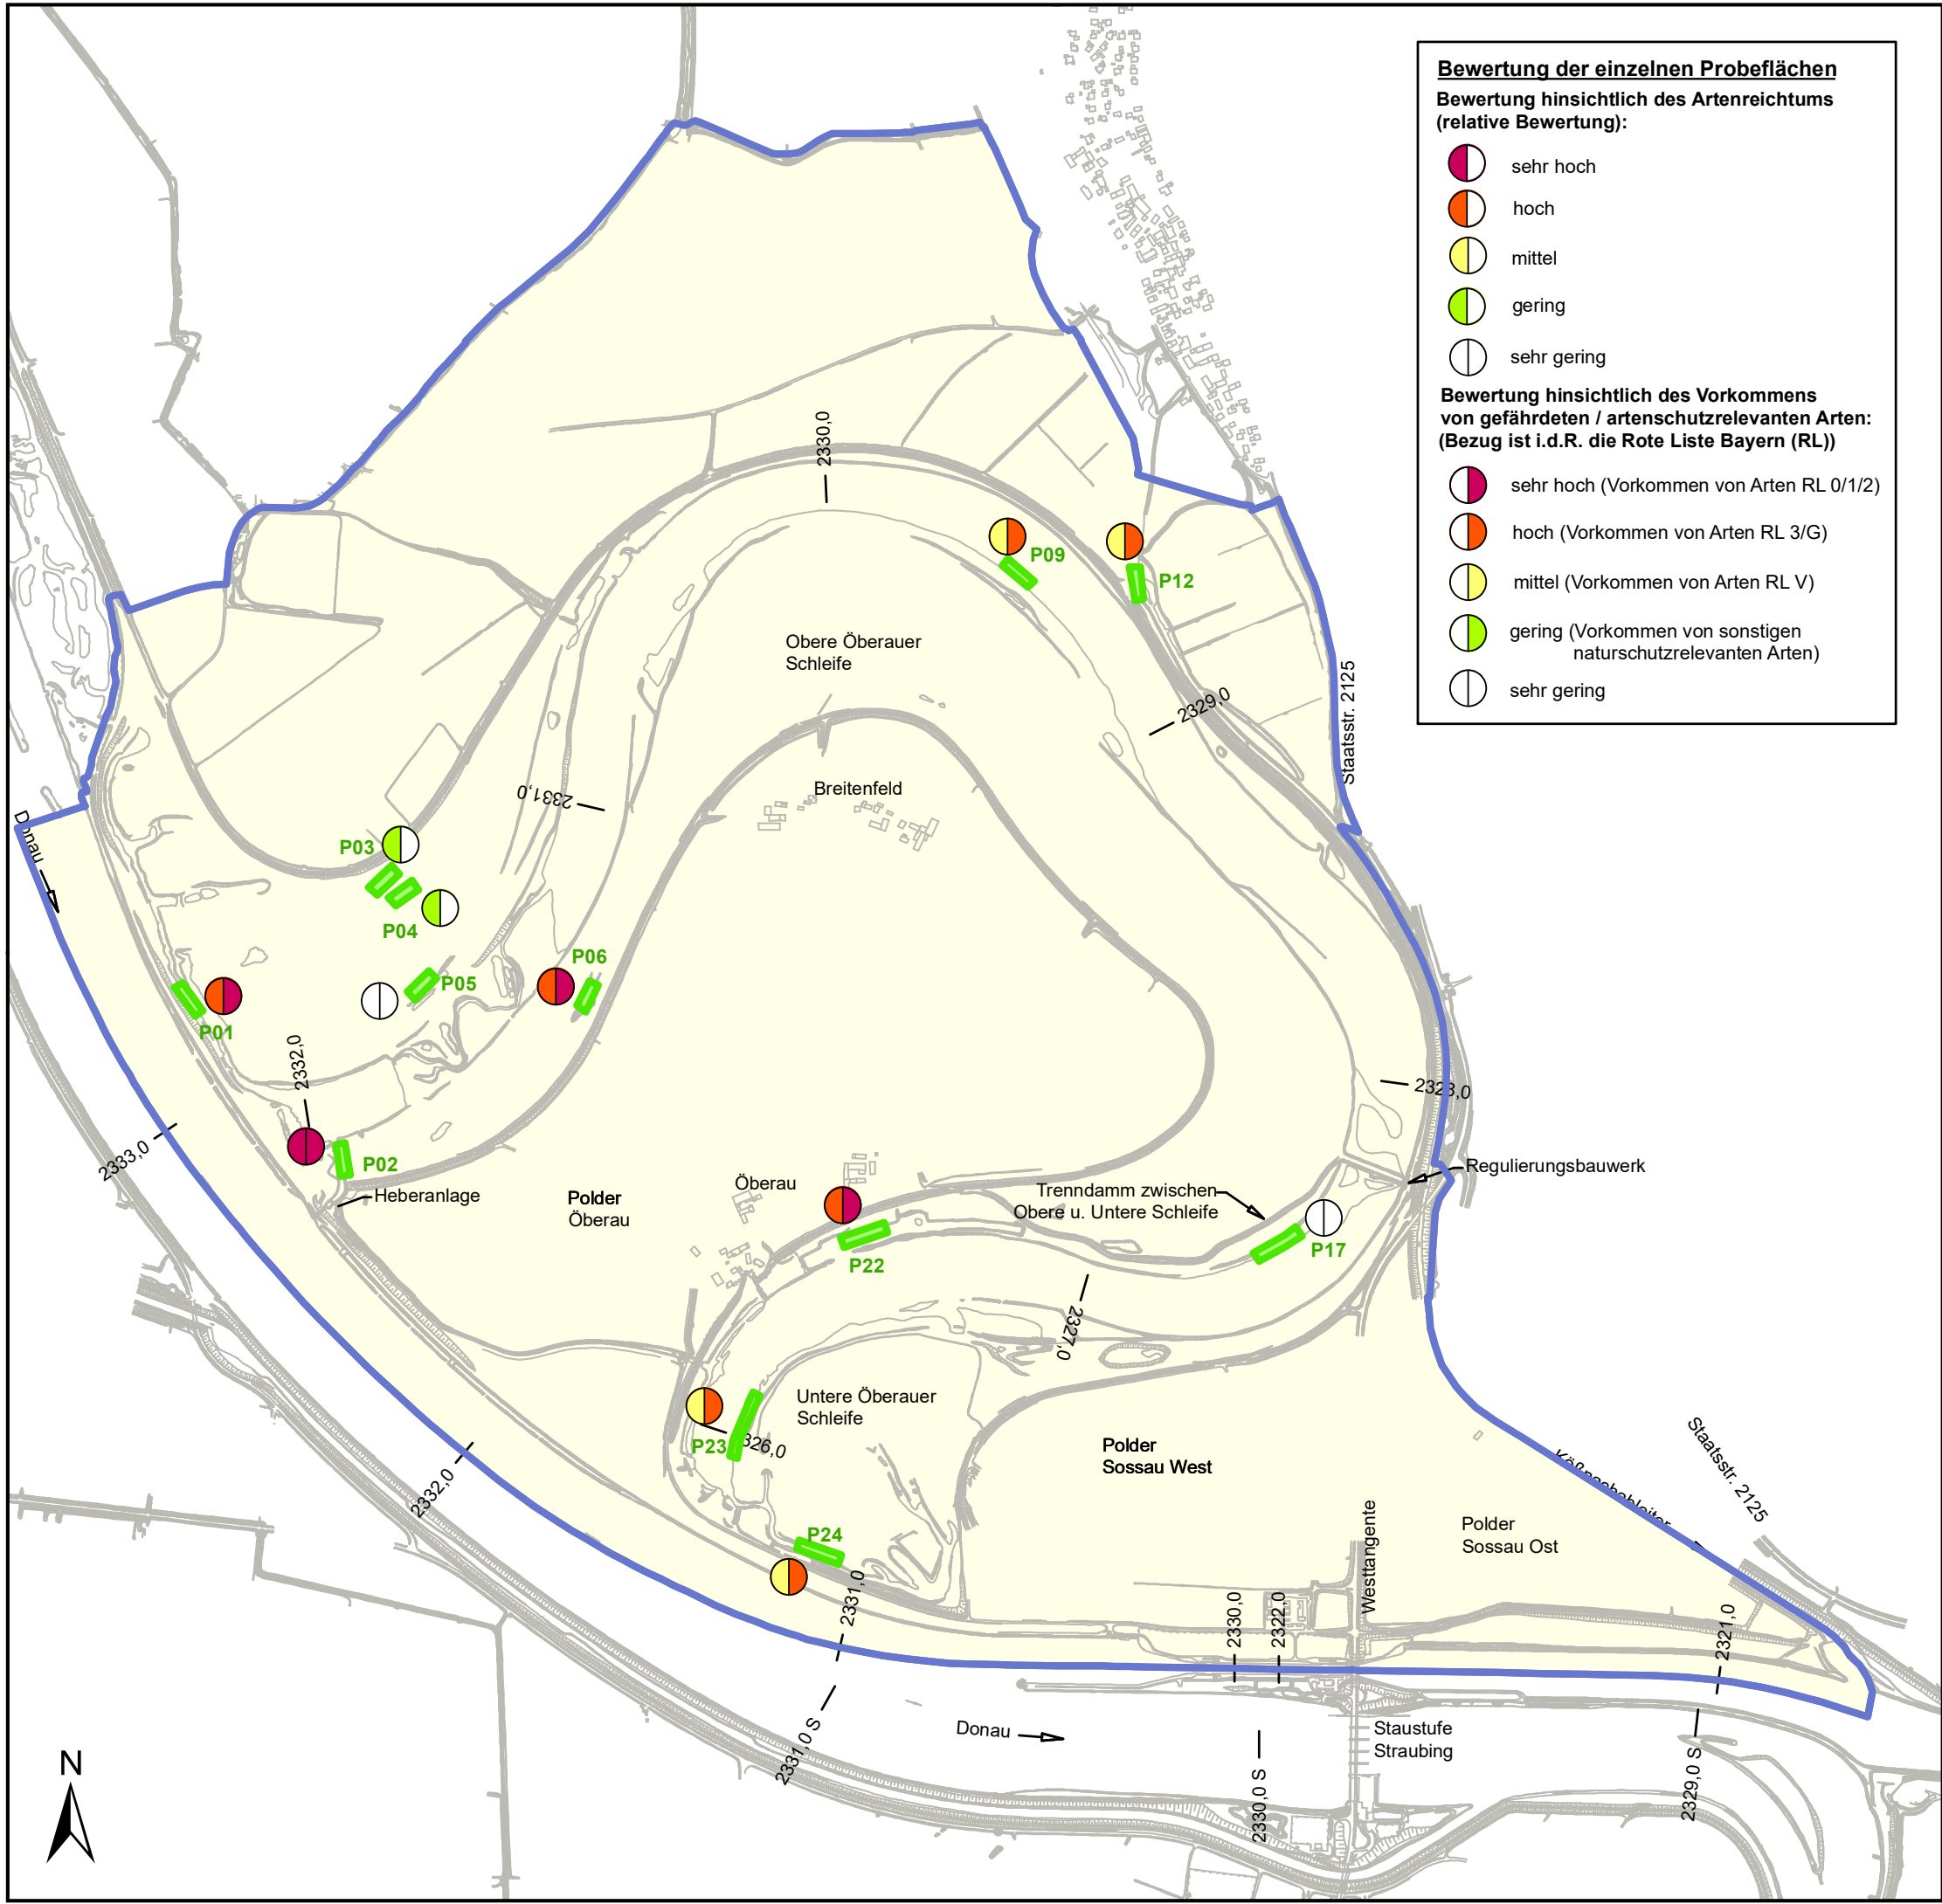 Bewertung der einzelnen Probeflächen
Bewertung hinsichtlich des Artenreichtums
(relative Bewertung):
sehr hoch
hoch
mittel
gering
sehr gering
Bewertung hinsichtlich des Vorkommens
von gefährdeten / artenschutzrelevanten Arten:
(Bezug ist i.d.R. die Rote Liste Bayern (RL))
sehr hoch (Vorkommen von Arten RL 0/1/2)
hoch (Vorkommen von Arten RL 3/G)
mittel (Vorkommen von Arten RL V)
gering (Vorkommen von sonstigen
naturschutzrelevanten Arten)
sehr gering
2330,0
P09
P12
Obere Öberauer
Schleife
2329,0
Staatsstr. 2125
2331,0
Breitenfeld
Donau
P03
P04
P05
P06
P01
2332,0
2328,0
2333,0
P02
Heberanlage
Polder
Öberau
Öberau
Trenndamm zwischen
Obere u. Untere Schleife
Regulierungsbauwerk
P22
P17
2327,0
Untere Öberauer
Schleife
P23
326,0
Polder
Sossau West
Staatsstr. 2125
2332,0
P24
Polder
Sossau Ost
Westtangente
2331,0
2330,0
2322,0
2321,0
2331,0 S
Donau
Staustufe
Straubing
2330,0 S
2329,0 S
N